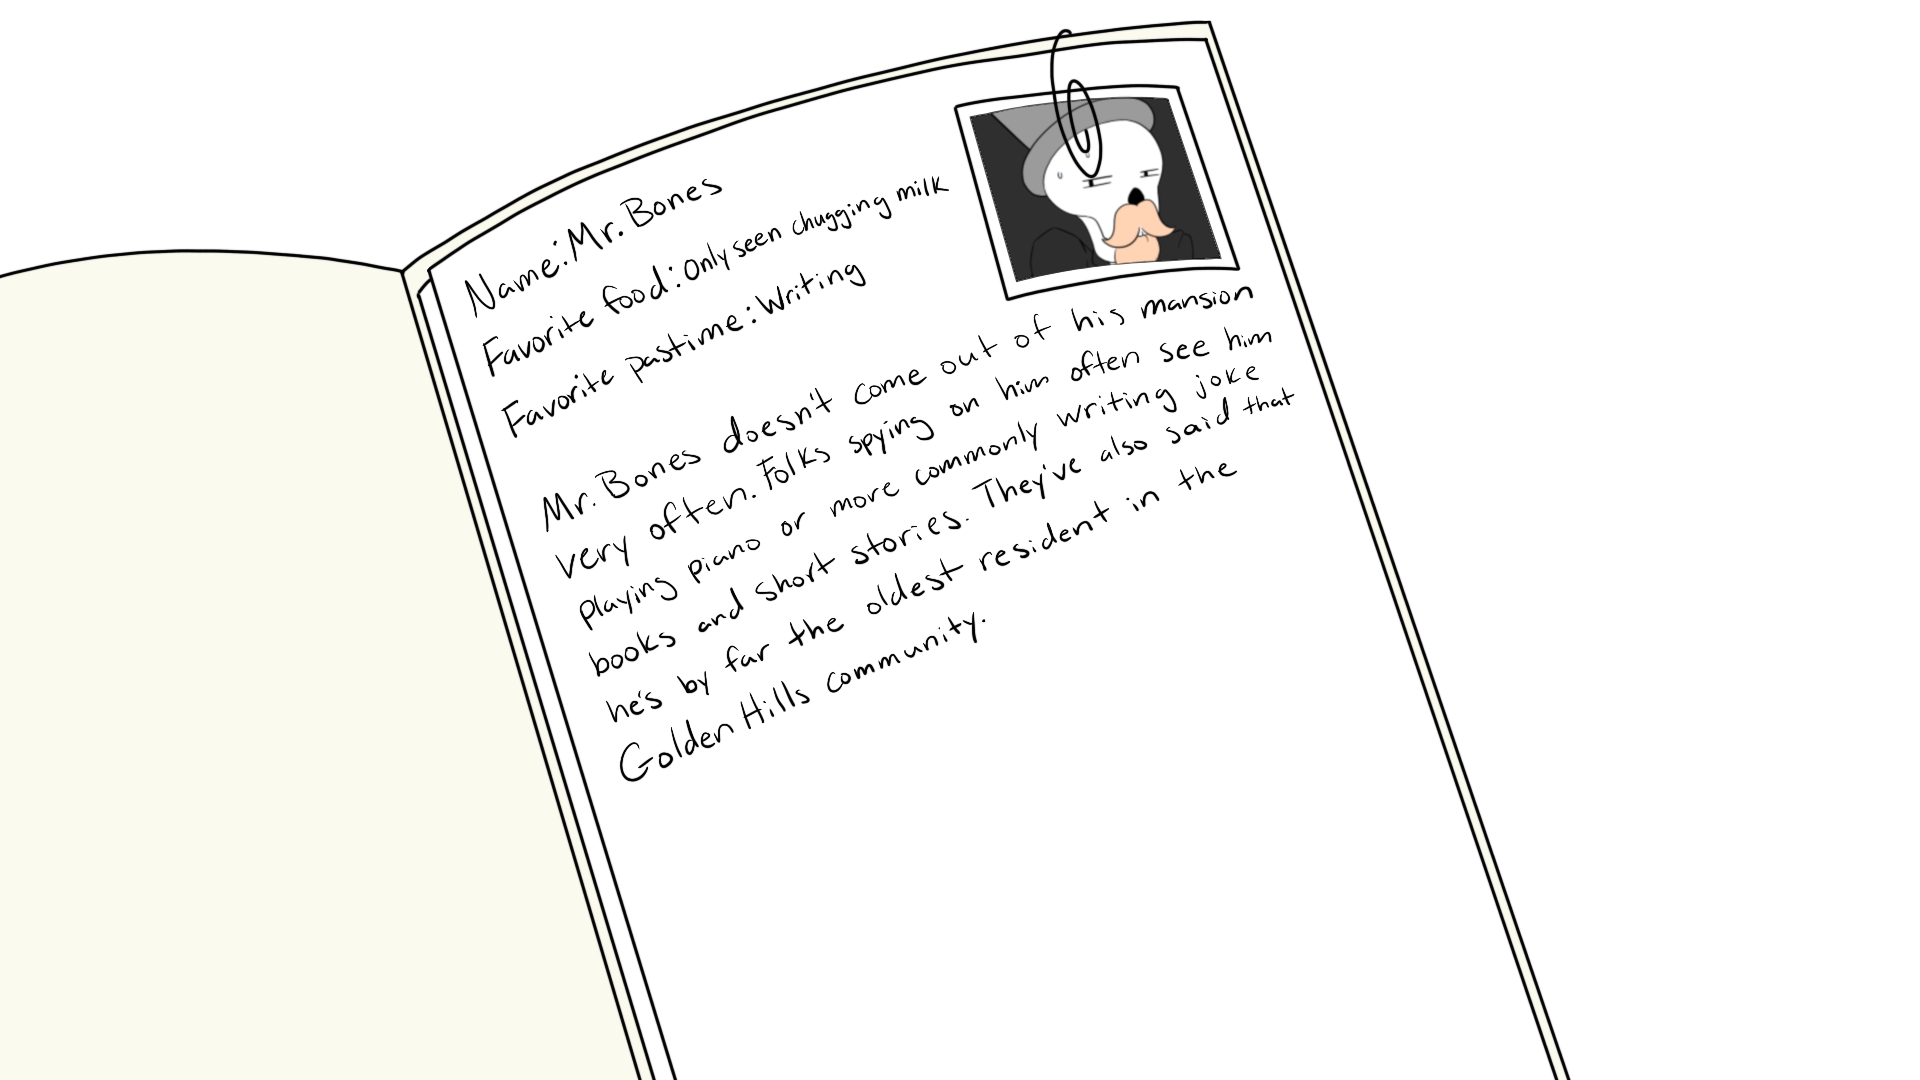 Name: Mr. Bones
Favorite food: Only seen chugging milk
Favorite pastime: Writing
Mr. Bones doesn't come out of his mansion
very often. Folks spying on him often see him
playing piano or more commonly writing joke
books and short stories. They've also said that
he's by far the oldest resident in the
Golden Hills community.